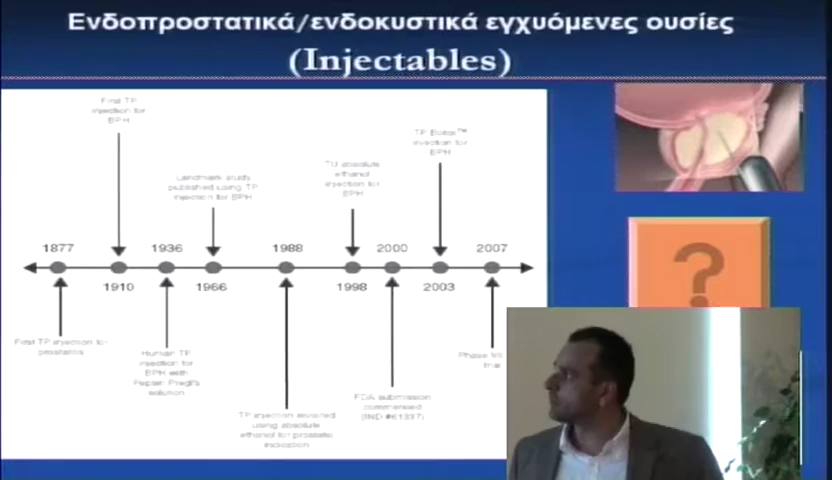 Ενδοπροστατικά/ενδοκυστικά εγχυόμενες ουσίες
(Injectables)
First TP
injection for
BPH
TP Botox™
injection for
BPH
TU absolute
ethanol
injection for
BPH
Landmark study
published using TP
injection for BPH
1877
1936
1988
2000
2007
1910
1966
1998
2003
First TP injection for
prostatitis
Human TP
injection for
BPH with
solution
Phase
trial
FDA submission
commenced
TP injection revisited
using absolute
ethanol for prostatic
?